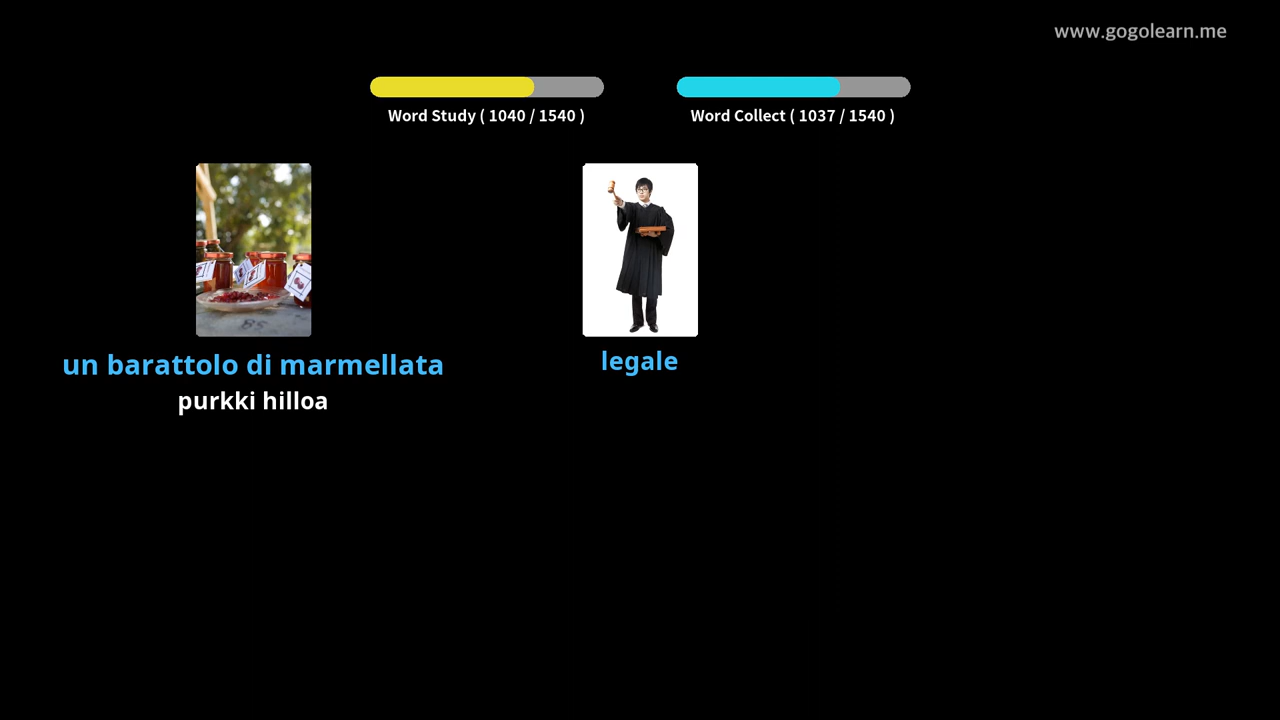 www.gogolearn.me
Word Study ( 1040 / 1540 )
Word Collect ( 1037 / 1540 )
un barattolo di marmellata
purkki hilloa
legale